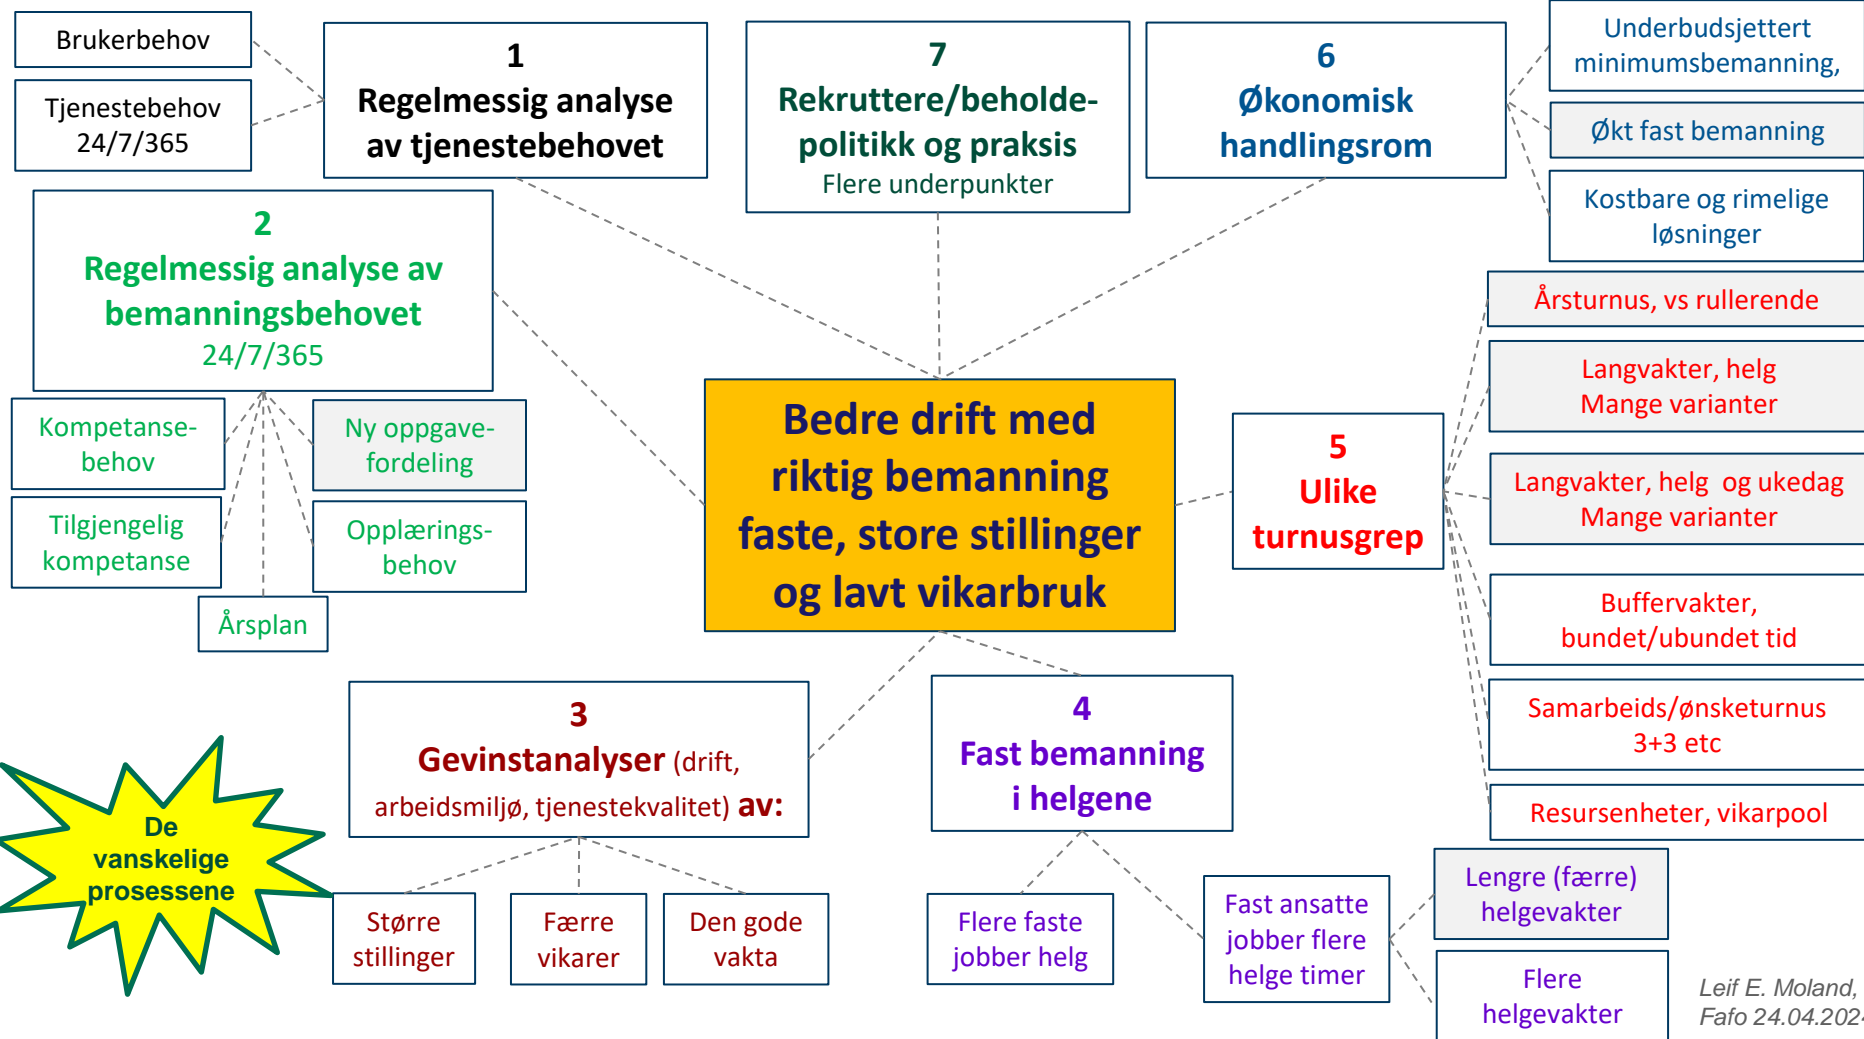 Brukerbehov
Tjenestebehov
24/7/365
1
Regelmessig analyse
av tjenestebehovet
7
Rekruttere/beholde-
politikk og praksis
Flere underpunkter
6
Økonomisk
handlingsrom
Underbudsjettert
minimumsbemanning,
Økt fast bemanning
Kostbare og rimelige
løsninger
2
Regelmessig analyse av
bemanningsbehovet
24/7/365
Kompetanse-
behov
Ny oppgave-
fordeling
Tilgjengelig
kompetanse
Opplærings-
behov
Årsplan
Bedre drift med
riktig bemanning
faste, store stillinger
og lavt vikarbruk
5
Ulike
turnusgrep
Årsturnus, vs rullerende
Langvakter, helg
Mange varianter
Langvakter, helg  og ukedag
Mange varianter
Buffervakter,
bundet/ubundet tid
Samarbeids/ønsketurnus
3+3 etc
Resursenheter, vikarpool
3
Gevinstanalyser (drift,
arbeidsmiljø, tjenestekvalitet) av:
Større
stillinger
Færre
vikarer
Den gode
vakta
4
Fast bemanning
i helgene
Flere faste
jobber helg
Fast ansatte
jobber flere
helge timer
Lengre (færre)
helgevakter
Flere
helgevakter
De
vanskelige
prosessene
Leif E. Moland,
Fafo 24.04.2024